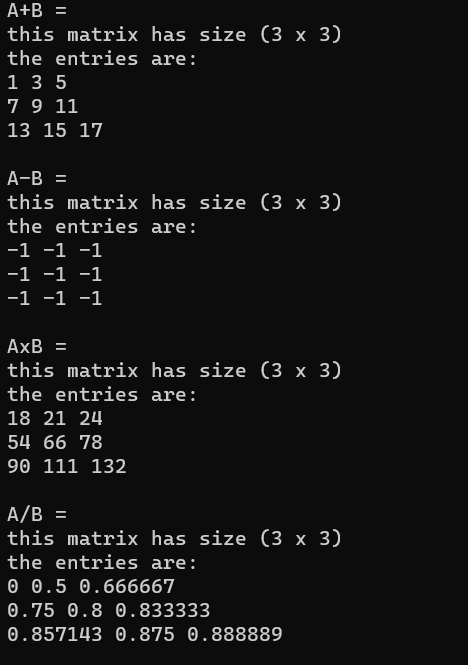 A+B =
this matrix has size (3 x 3)
the entries are:
1 3 5
7 9 11
13 15 17
A-B =
this matrix has size (3 x 3)
the entries are:
-1 -1 -1
-1 -1 -1
-1 -1 -1
AxB =
this matrix has size (3 x 3)
the entries are:
18 21 24
54 66 78
90 111 132
A/B =
this matrix has size (3 x 3)
the entries are:
0 0.5 0.666667
0.75 0.8 0.833333
0.857143 0.875 0.888889